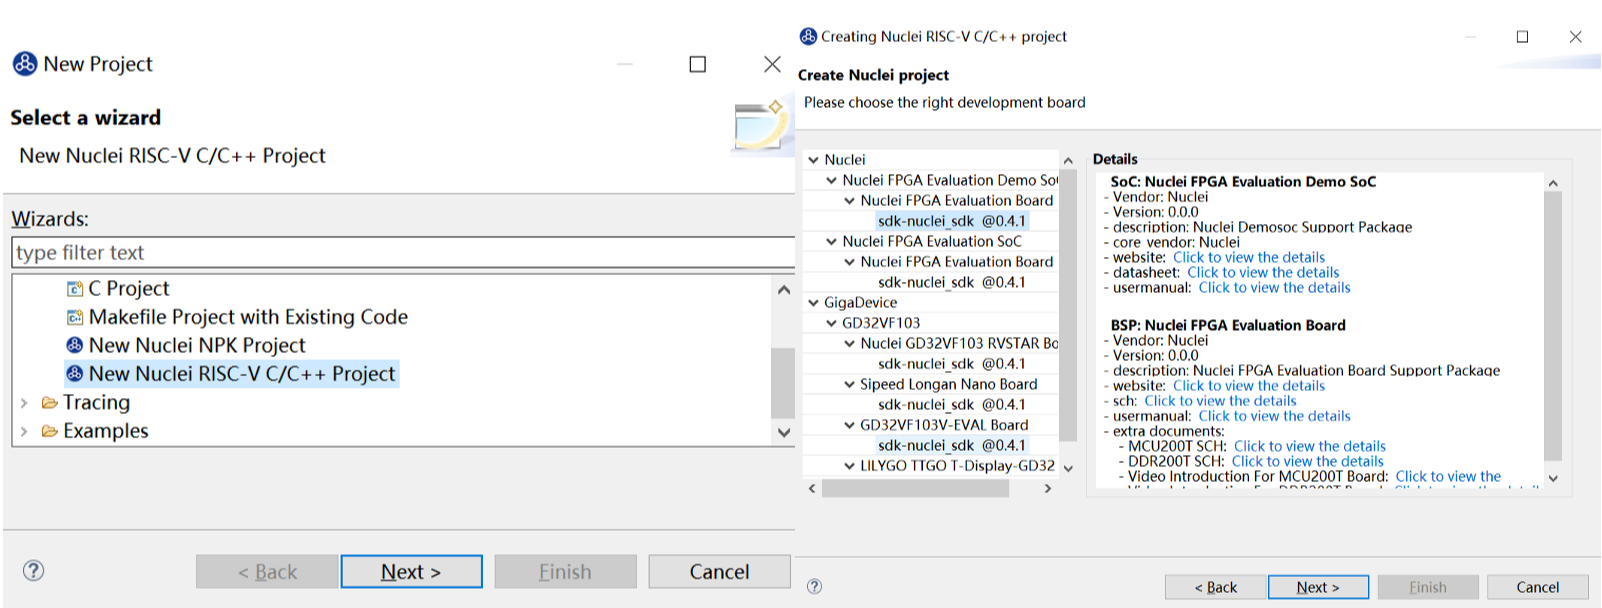 New Project
Select a wizard
New Nuclei RISC-V C/C++ Project
Wizards:
type filter text
C Project
Makefile Project with Existing Code
New Nuclei NPK Project
New Nuclei RISC-V C/C++ Project
Tracing
Examples
< Back
Next >
Finish
Cancel
Creating Nuclei RISC-V C/C++ project
Create Nuclei project
Please choose the right development board
Nuclei
Nuclei FPGA Evaluation Demo So
Nuclei FPGA Evaluation Board
sdk-nuclei_sdk @0.4.1
Nuclei FPGA Evaluation SoC
Nuclei FPGA Evaluation Board
sdk-nuclei_sdk @0.4.1
GigaDevice
GD32VF103
Nuclei GD32VF103 RVSTAR Bo
sdk-nuclei_sdk @0.4.1
Sipeed Longan Nano Board
sdk-nuclei_sdk @0.4.1
GD32VF103V-EVAL Board
sdk-nuclei_sdk @0.4.1
LILYGO TTGO T-Display-GD32
Details
SoC: Nuclei FPGA Evaluation Demo SoC
- Vendor: Nuclei
- Version: 0.0.0
- description: Nuclei Demosoc Support Package
- core_vendor: Nuclei
- website: Click to view the details
- datasheet: Click to view the details
- usermanual: Click to view the details
BSP: Nuclei FPGA Evaluation Board
- Vendor: Nuclei
- Version: 0.0.0
- description: Nuclei FPGA Evaluation Board Support Package
- website: Click to view the details
- sch: Click to view the details
- usermanual: Click to view the details
- extra documents:
- MCU200T SCH: Click to view the details
- DDR200T SCH: Click to view the details
- Video Introduction For MCU200T Board: Click to view the
< Back
Next >
Finish
Cancel